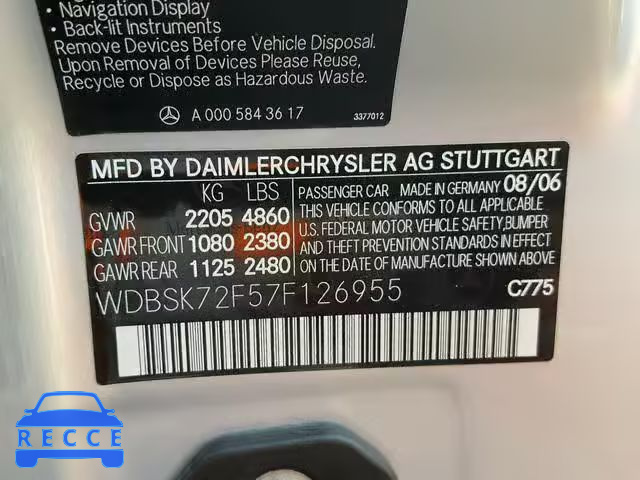 • Navigation Display
• Back-lit Instruments
Remove Devices Before Vehicle Disposal.
Upon Removal of Devices Please Reuse,
Recycle or Dispose as Hazardous Waste.
A 000 584 36 17
3377012
MFD BY DAIMLERCHRYSLER AG STUTTGART
KG LBS
GVWR 2205 4860
GAWR FRONT 1080 2380
GAWR REAR 1125 2480
PASSENGER CAR MADE IN GERMANY 08/06
THIS VEHICLE CONFORMS TO ALL APPLICABLE
U.S. FEDERAL MOTOR VEHICLE SAFETY, BUMPER
AND THEFT PREVENTION STANDARDS IN EFFECT
ON THE DATE OF MANUFACTURE SHOWN ABOVE.
WDBSK72F57F126955
C775
RECCE